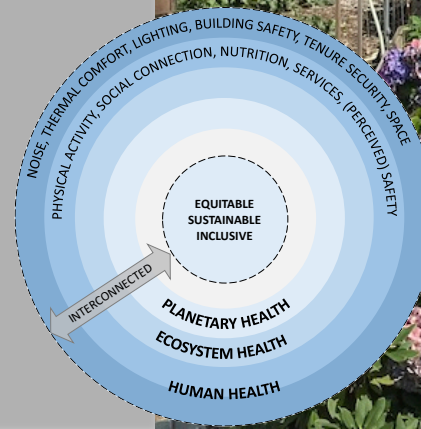 NOISE, THERMAL COMFORT, LIGHTING, BUILDING SAFETY, TENURE SECURITY, SPACE
PHYSICAL ACTIVITY, SOCIAL CONNECTION, NUTRITION, SERVICES, (PERCEIVED) SAFETY
EQUITABLE
SUSTAINABLE
INCLUSIVE
INTERCONNECTED
PLANETARY HEALTH
ECOSYSTEM HEALTH
HUMAN HEALTH